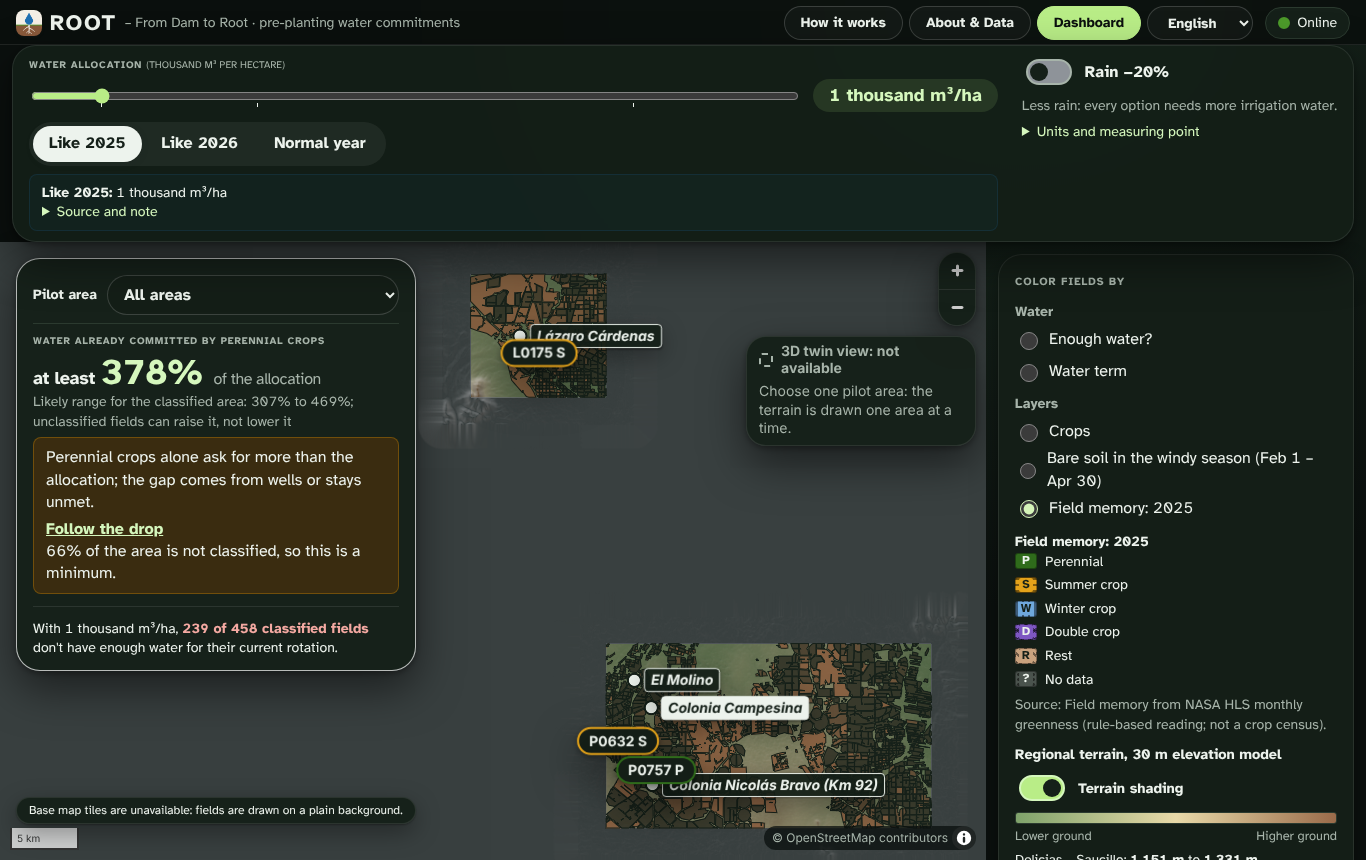 ROOT – From Dam to Root · pre-planting water commitments
How it works
About & Data
Dashboard
English
Online
WATER ALLOCATION (THOUSAND M³ PER HECTARE)
1 thousand m³/ha
Like 2025
Like 2026
Normal year
Like 2025: 1 thousand m³/ha
Source and note
Rain −20%
Less rain: every option needs more irrigation water.
Units and measuring point
Pilot area
All areas
WATER ALREADY COMMITTED BY PERENNIAL CROPS
at least 378% of the allocation
Likely range for the classified area: 307% to 469%;
unclassified fields can raise it, not lower it
Perennial crops alone ask for more than the
allocation; the gap comes from wells or stays
unmet.
Follow the drop
66% of the area is not classified, so this is a
minimum.
With 1 thousand m³/ha, 239 of 458 classified fields
don't have enough water for their current rotation.
Base map tiles are unavailable: fields are drawn on a plain background.
5 km
Lázaro Cárdenas
L0175 S
+
−
3D twin view: not
available
Choose one pilot area: the
terrain is drawn one area at a
time.
El Molino
Colonia Campesina
P0632 S
P0757 P
Colonia Nicolás Bravo (Km 92)
© OpenStreetMap contributors
COLOR FIELDS BY
Water
Enough water?
Water term
Layers
Crops
Bare soil in the windy season (Feb 1 –
Apr 30)
Field memory: 2025
Field memory: 2025
P Perennial
S Summer crop
W Winter crop
D Double crop
R Rest
? No data
Source: Field memory from NASA HLS monthly
greenness (rule-based reading; not a crop census).
Regional terrain, 30 m elevation model
Terrain shading
Lower ground
Higher ground
Delicias – Saucillo: 1,151 m to 1,331 m